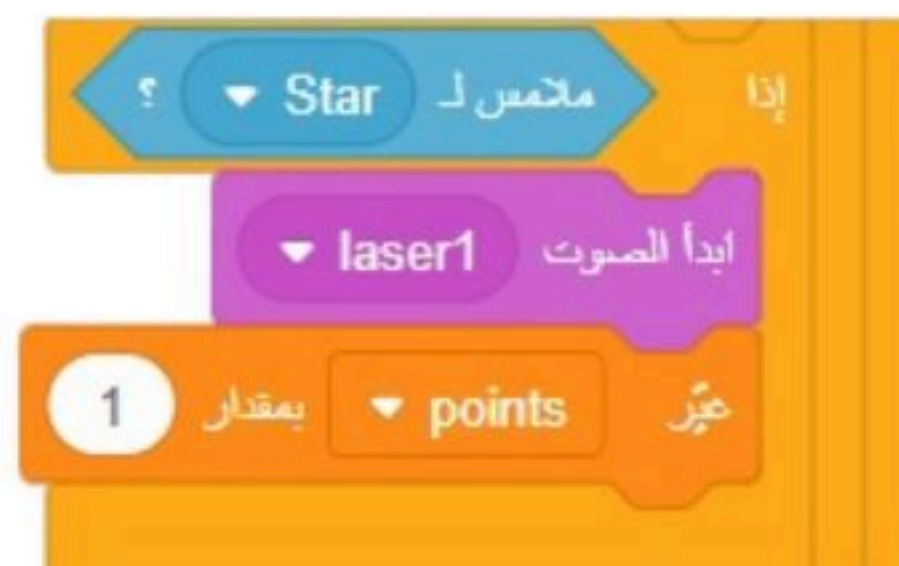 إذا ملامس لـ Star ؟
ابدأ الصوت laser1
غيّر points بمقدار 1